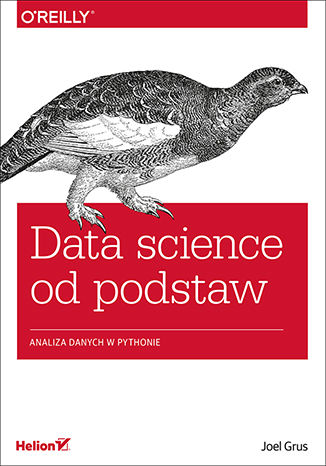 O'REILLY®
Data science
od podstaw
ANALIZA DANYCH W PYTHONIE
Helion
Joel Grus